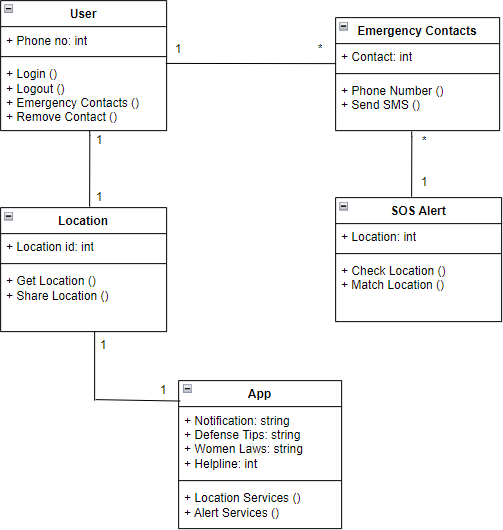 User
+ Phone no: int
+ Login ()
+ Logout ()
+ Emergency Contacts ()
+ Remove Contact ()
1
*
Emergency Contacts
+ Contact: int
+ Phone Number ()
+ Send SMS ()
1
1
*
1
Location
+ Location id: int
+ Get Location ()
+ Share Location ()
SOS Alert
+ Location: int
+ Check Location ()
+ Match Location ()
1
1
App
+ Notification: string
+ Defense Tips: string
+ Women Laws: string
+ Helpline: int
+ Location Services ()
+ Alert Services ()